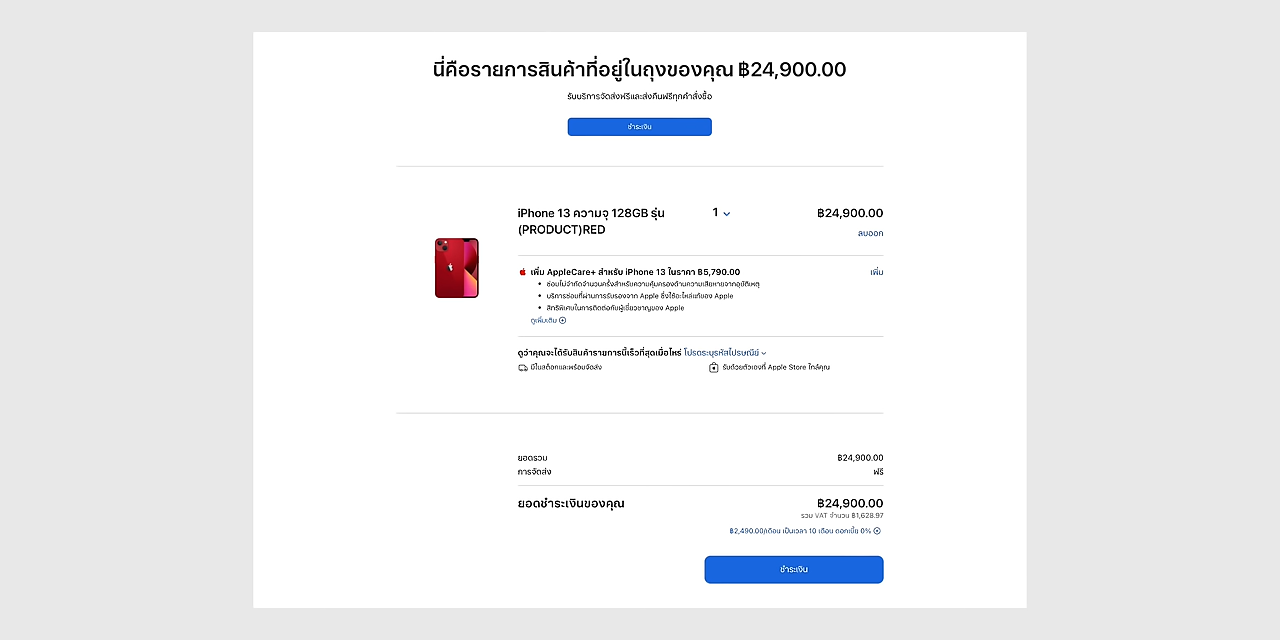 นี่คือรายการสินค้าที่อยู่ในถุงของคุณ ฿24,900.00
รับบริการจัดส่งฟรีและส่งคืนฟรีทุกคำสั่งซื้อ
ชำระเงิน
iPhone 13 ความจุ 128GB รุ่น
(PRODUCT)RED
1
฿24,900.00
ลบออก
เพิ่ม AppleCare+ สำหรับ iPhone 13 ในราคา ฿5,790.00
เพิ่ม
ซ่อมไม่จำกัดจำนวนครั้งสำหรับความคุ้มครองด้านความเสียหายจากอุบัติเหตุ
บริการซ่อมที่ผ่านการรับรองจาก Apple ซึ่งใช้อะไหล่แท้ของ Apple
สิทธิพิเศษในการติดต่อกับผู้เชี่ยวชาญของ Apple
ดูเพิ่มเติม
ดูว่าคุณจะได้รับสินค้ารายการนี้เร็วที่สุดเมื่อไหร่ โปรดระบุรหัสไปรษณีย์
มีในสต็อกและพร้อมจัดส่ง
รับด้วยตัวเองที่ Apple Store ใกล้คุณ
ยอดรวม ฿24,900.00
การจัดส่ง ฟรี
ยอดชำระเงินของคุณ ฿24,900.00
รวม VAT จำนวน ฿1,628.97
฿2,490.00/เดือน เป็นเวลา 10 เดือน ดอกเบี้ย 0%
ชำระเงิน